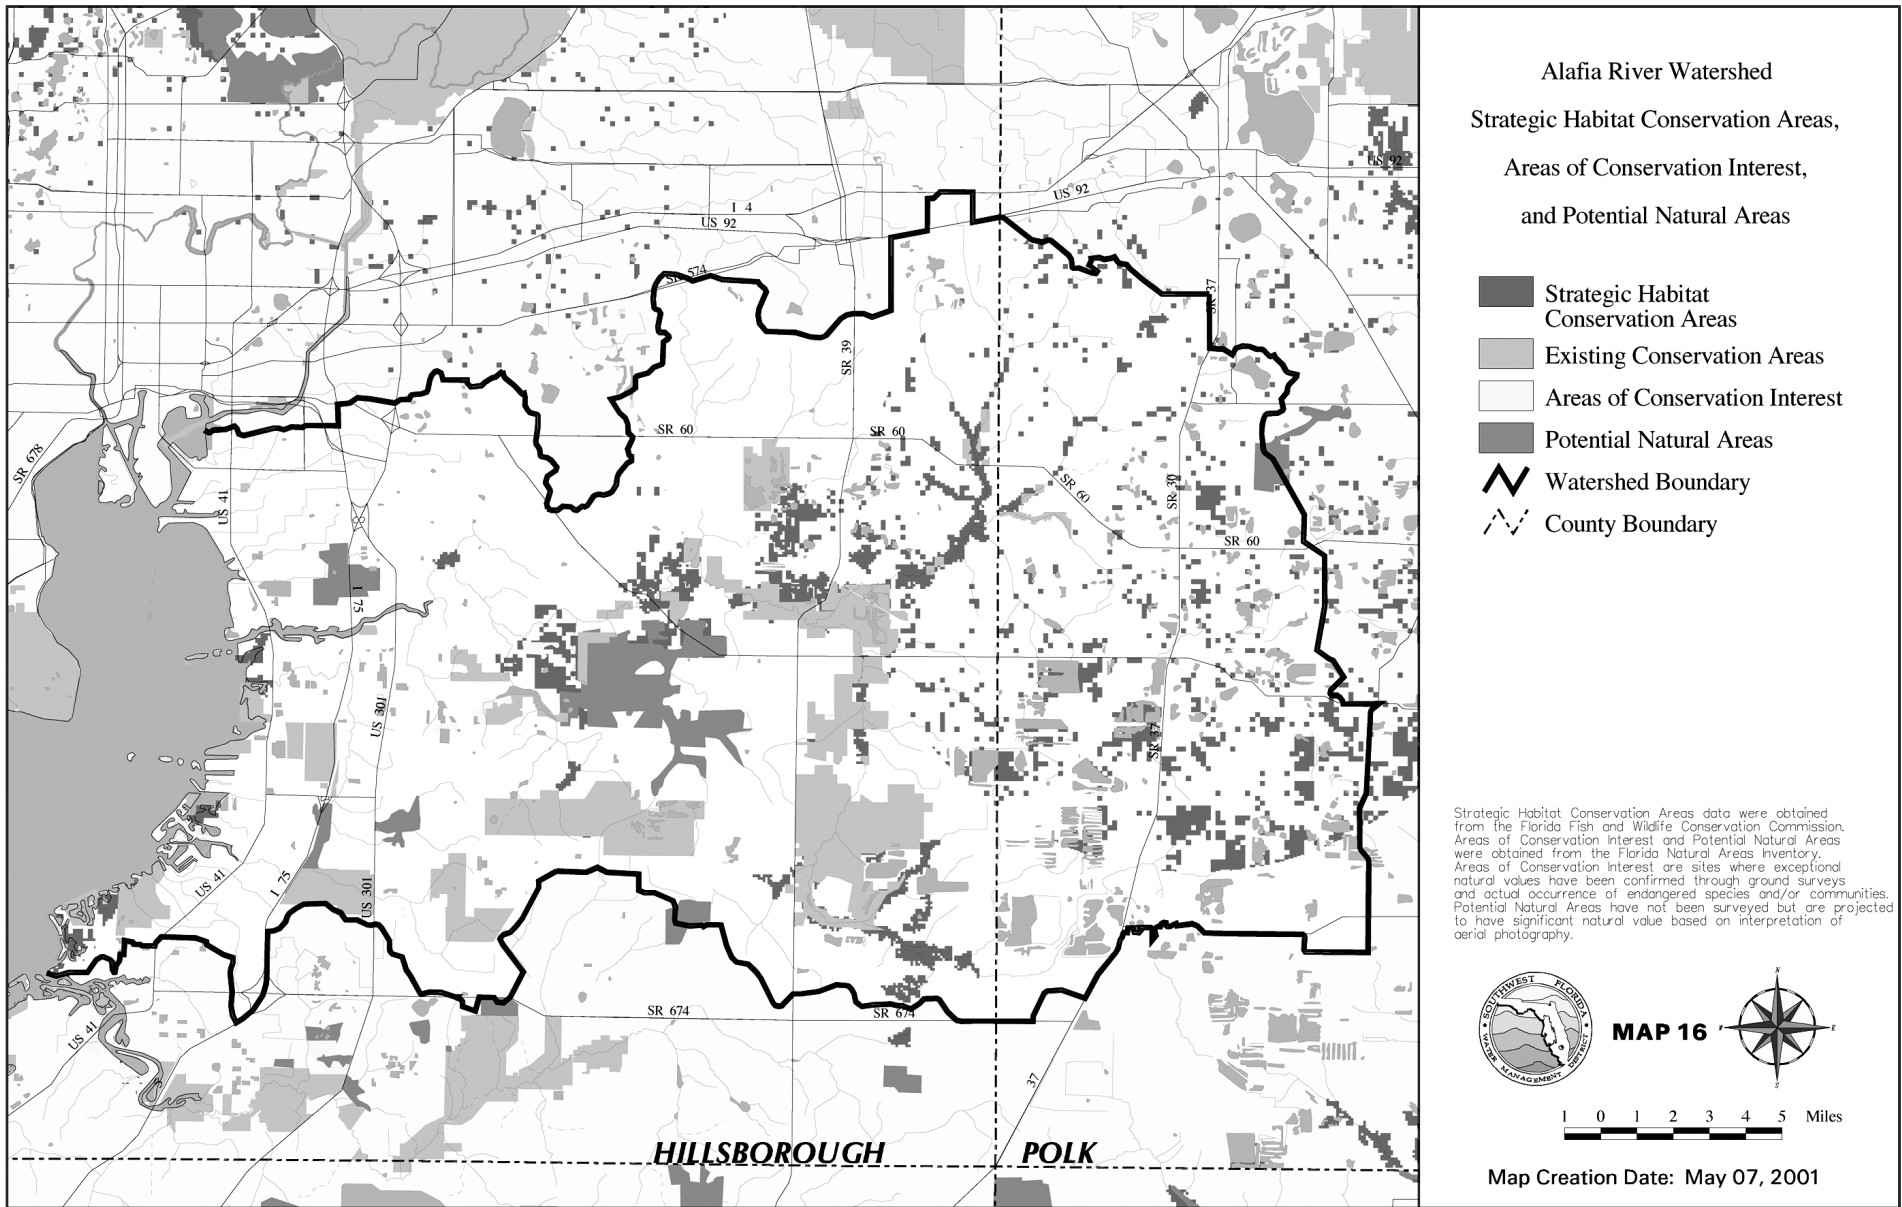 Alafia River Watershed
Strategic Habitat Conservation Areas,
Areas of Conservation Interest,
and Potential Natural Areas
Strategic Habitat
Conservation Areas
Existing Conservation Areas
Areas of Conservation Interest
Potential Natural Areas
Watershed Boundary
County Boundary
Strategic Habitat Conservation Areas data were obtained
from the Florida Fish and Wildlife Conservation Commission.
Areas of Conservation Interest and Potential Natural Areas
were obtained from the Florida Natural Areas Inventory.
Areas of Conservation Interest are sites where exceptional
natural values have been confirmed through ground surveys
and actual occurrence of endangered species and/or communities.
Potential Natural Areas have not been surveyed but are projected
to have significant natural value based on interpretation of
aerial photography.
SOUTHWEST FLORIDA
WATER MANAGEMENT DISTRICT
MAP 16
N
W
E
S
1 0 1 2 3 4 5 Miles
Map Creation Date: May 07, 2001
US 92
US 92
I 4
US 92
SR 574
SR 37
SR 39
SR 60
SR 60
SR 678
US 41
SR 60
SR 30
SR 60
I 75
US 301
SR 37
US 41
I 75
US 301
SR 674
SR 674
US 41
37
HILLSBOROUGH
POLK